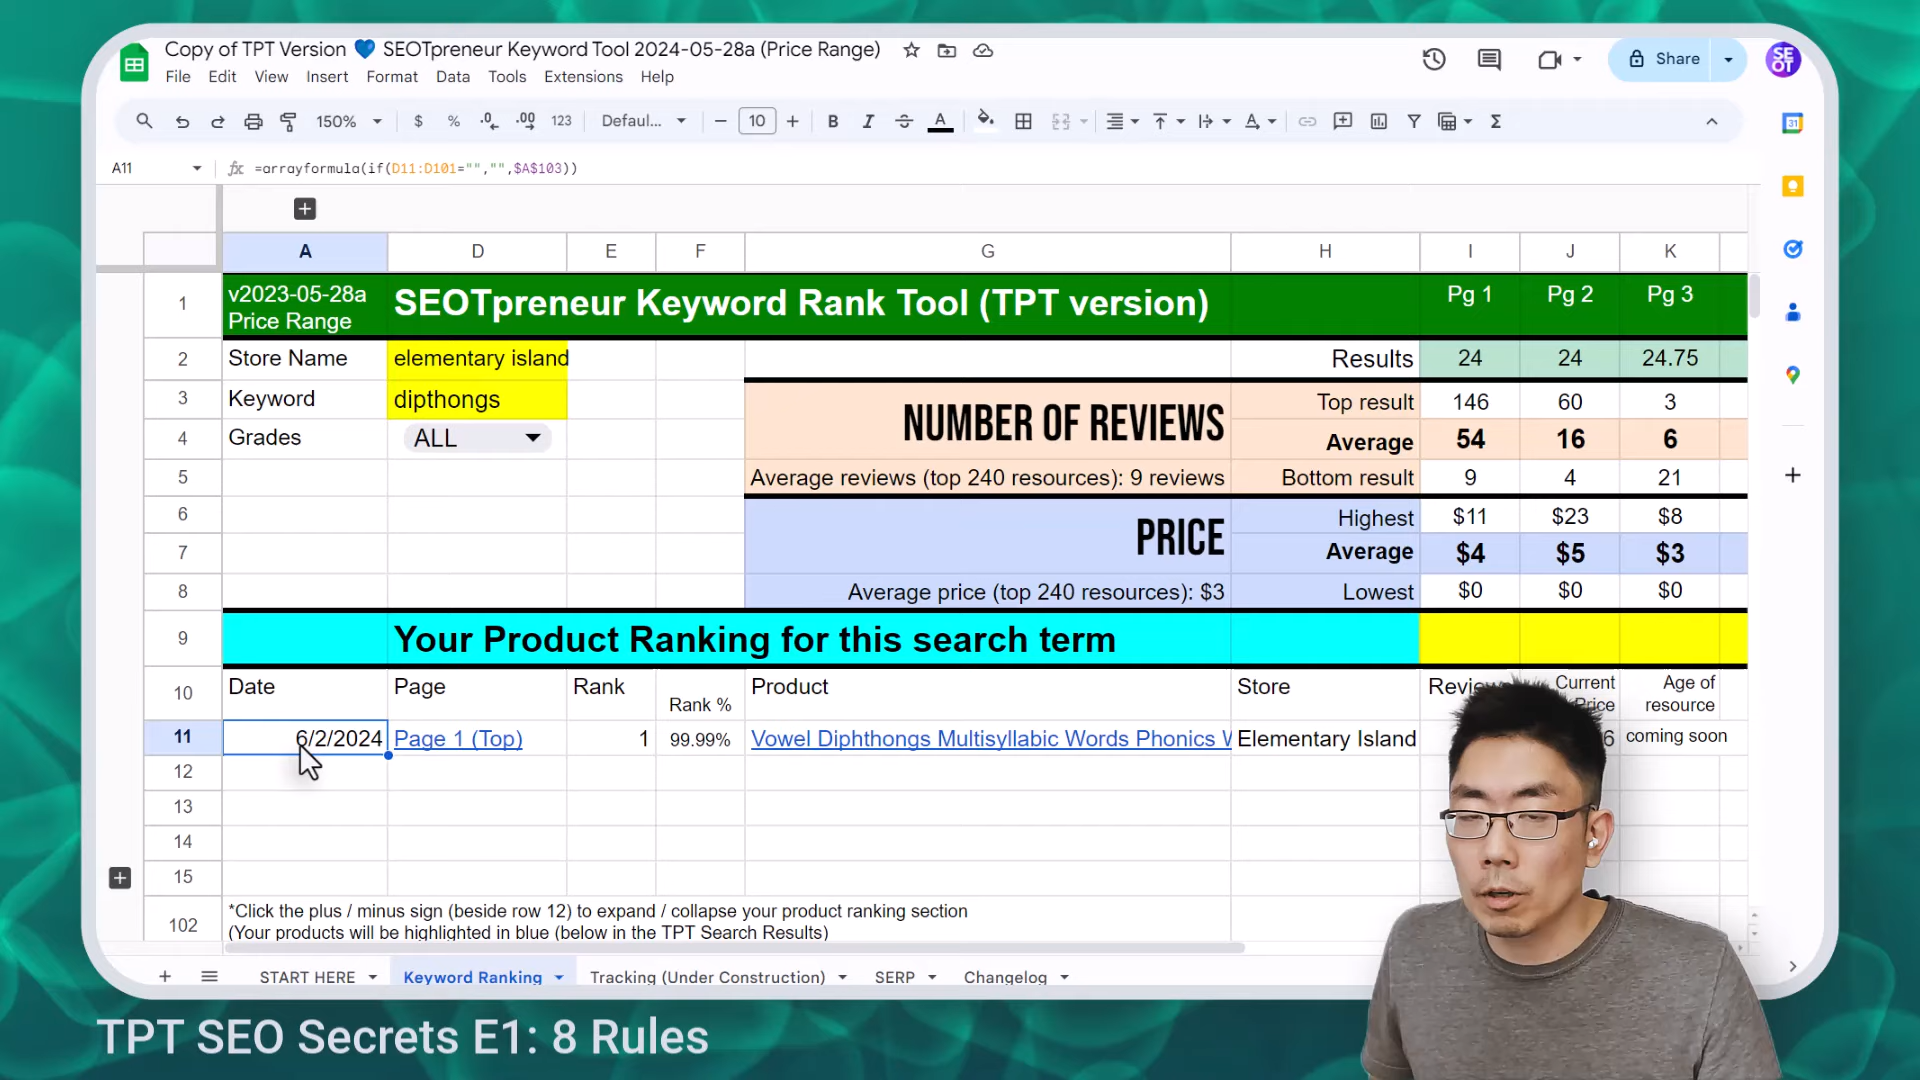 Copy of TPT Version 💙 SEOTpreneur Keyword Tool 2024-05-28a (Price Range)
Share
SE
OT
File Edit View Insert Format Data Tools Extensions Help
150% $ % .0 .00 123 Defaul... 10 B I A Σ
31
A11 fx =arrayformula(if(D11:D101="","",$A$103))
A D E F G H I J K
1 v2023-05-28a
Price Range
SEOTpreneur Keyword Rank Tool (TPT version) Pg 1 Pg 2 Pg 3
2 Store Name elementary island Results 24 24 24.75
3 Keyword dipthongs NUMBER OF REVIEWS Top result 146 60 3
4 Grades ALL Average 54 16 6
5 Average reviews (top 240 resources): 9 reviews Bottom result 9 4 21
6 PRICE Highest $11 $23 $8
7 Average $4 $5 $3
8 Average price (top 240 resources): $3 Lowest $0 $0 $0
9 Your Product Ranking for this search term
10 Date Page Rank Rank % Product Store Current Age of
resource
11 6/2/2024 Page 1 (Top) 1 99.99% Vowel Diphthongs Multisyllabic Words Phonics Elementary Island 6 coming soon
12
13
14
15
102 *Click the plus / minus sign (beside row 12) to expand / collapse your product ranking section
(Your products will be highlighted in blue (below in the TPT Search Results)
START HERE Keyword Ranking Tracking (Under Construction) SERP Changelog
TPT SEO Secrets E1: 8 Rules